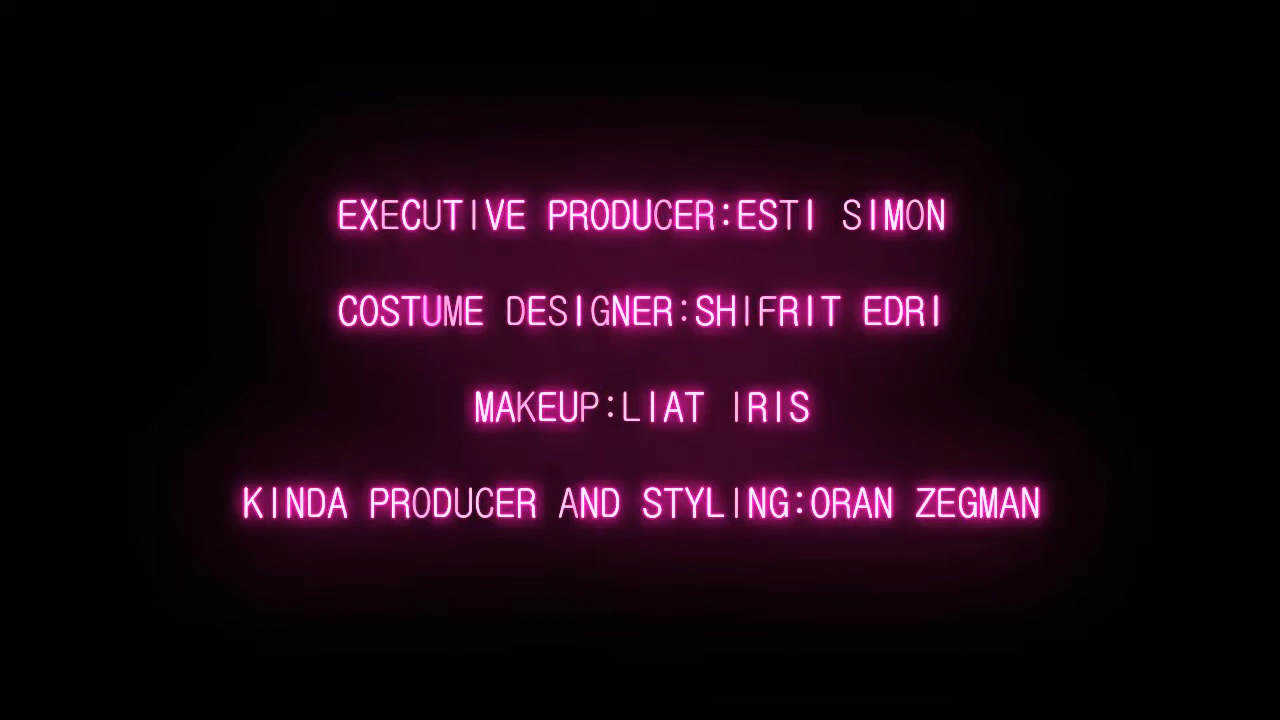 EXECUTIVE PRODUCER:ESTI SIMON
COSTUME DESIGNER:SHIFRIT EDRI
MAKEUP:LIAT IRIS
KINDA PRODUCER AND STYLING:ORAN ZEGMAN